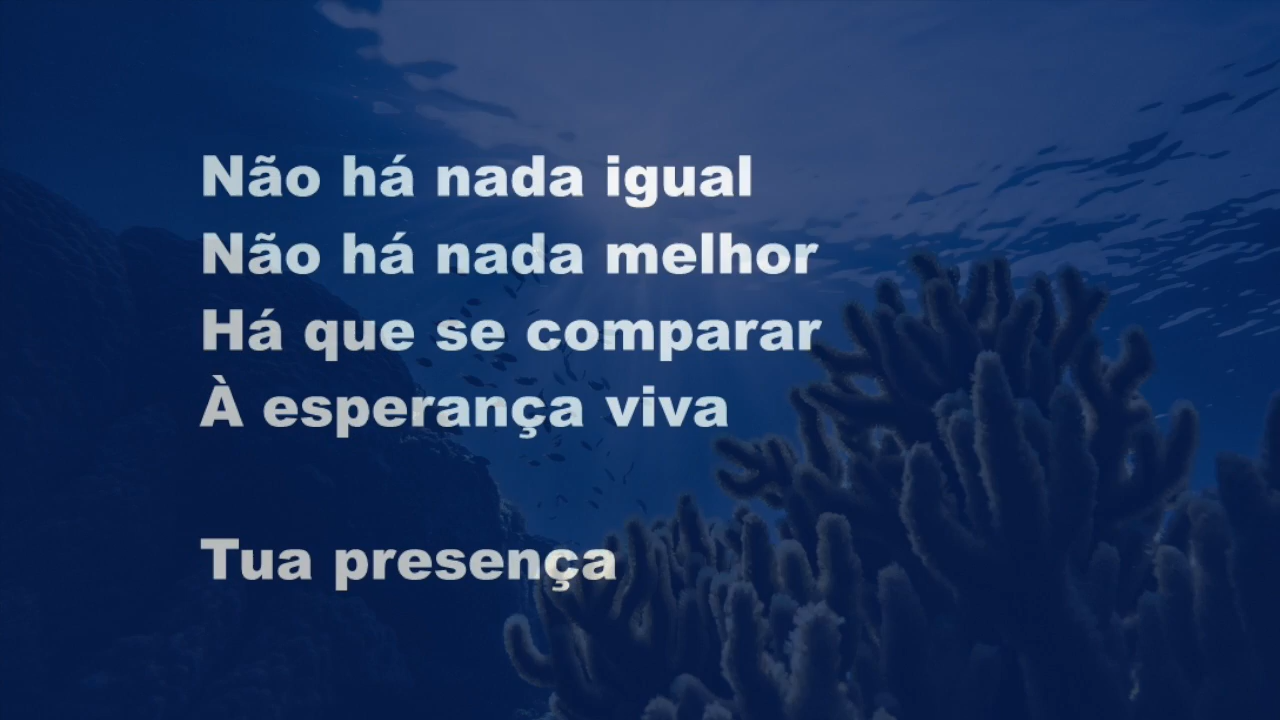 Não há nada igual
Não há nada melhor
Há que se comparar
À esperança viva
Tua presença